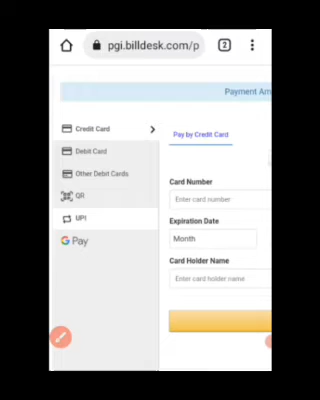 pgi.billdesk.com/p
2
Payment Am
Credit Card
Debit Card
Other Debit Cards
QR
UPI
G Pay
Pay by Credit Card
Card Number
Enter card number
Expiration Date
Month
Card Holder Name
Enter card holder name